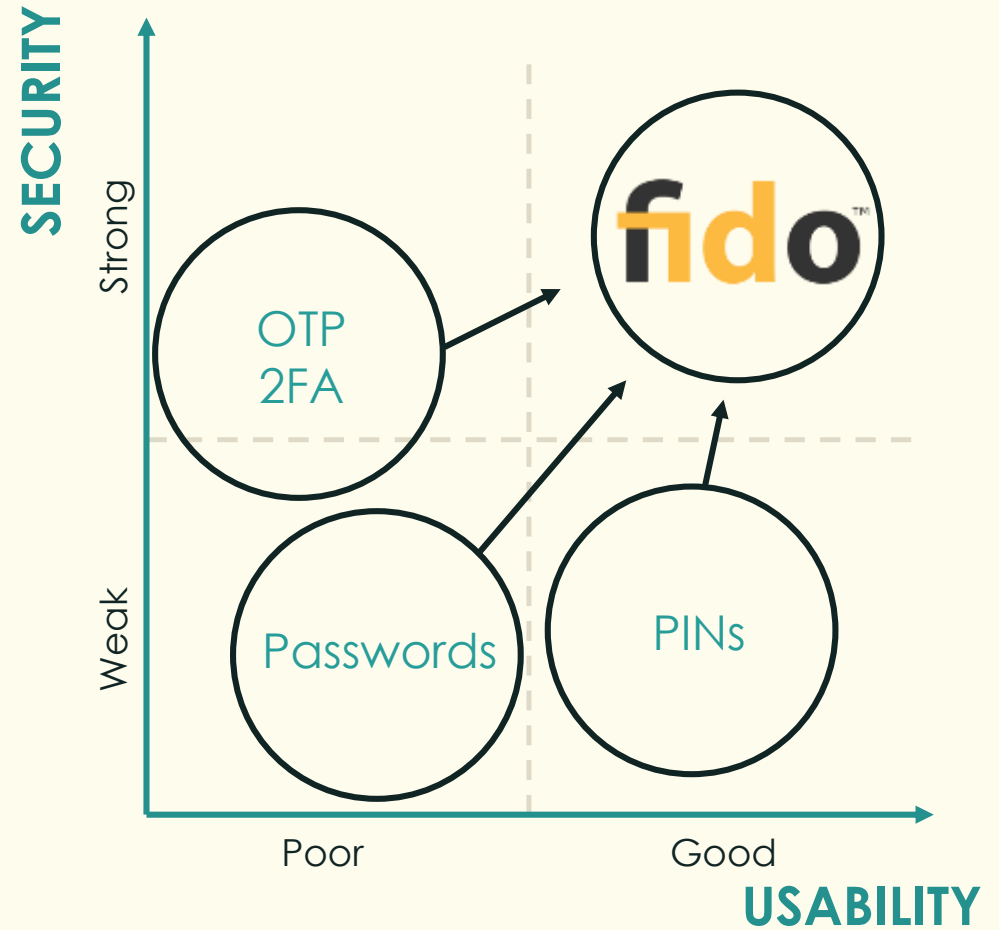 SECURITY
Strong
Weak
fido™
OTP
2FA
Passwords
PINs
Poor
Good
USABILITY